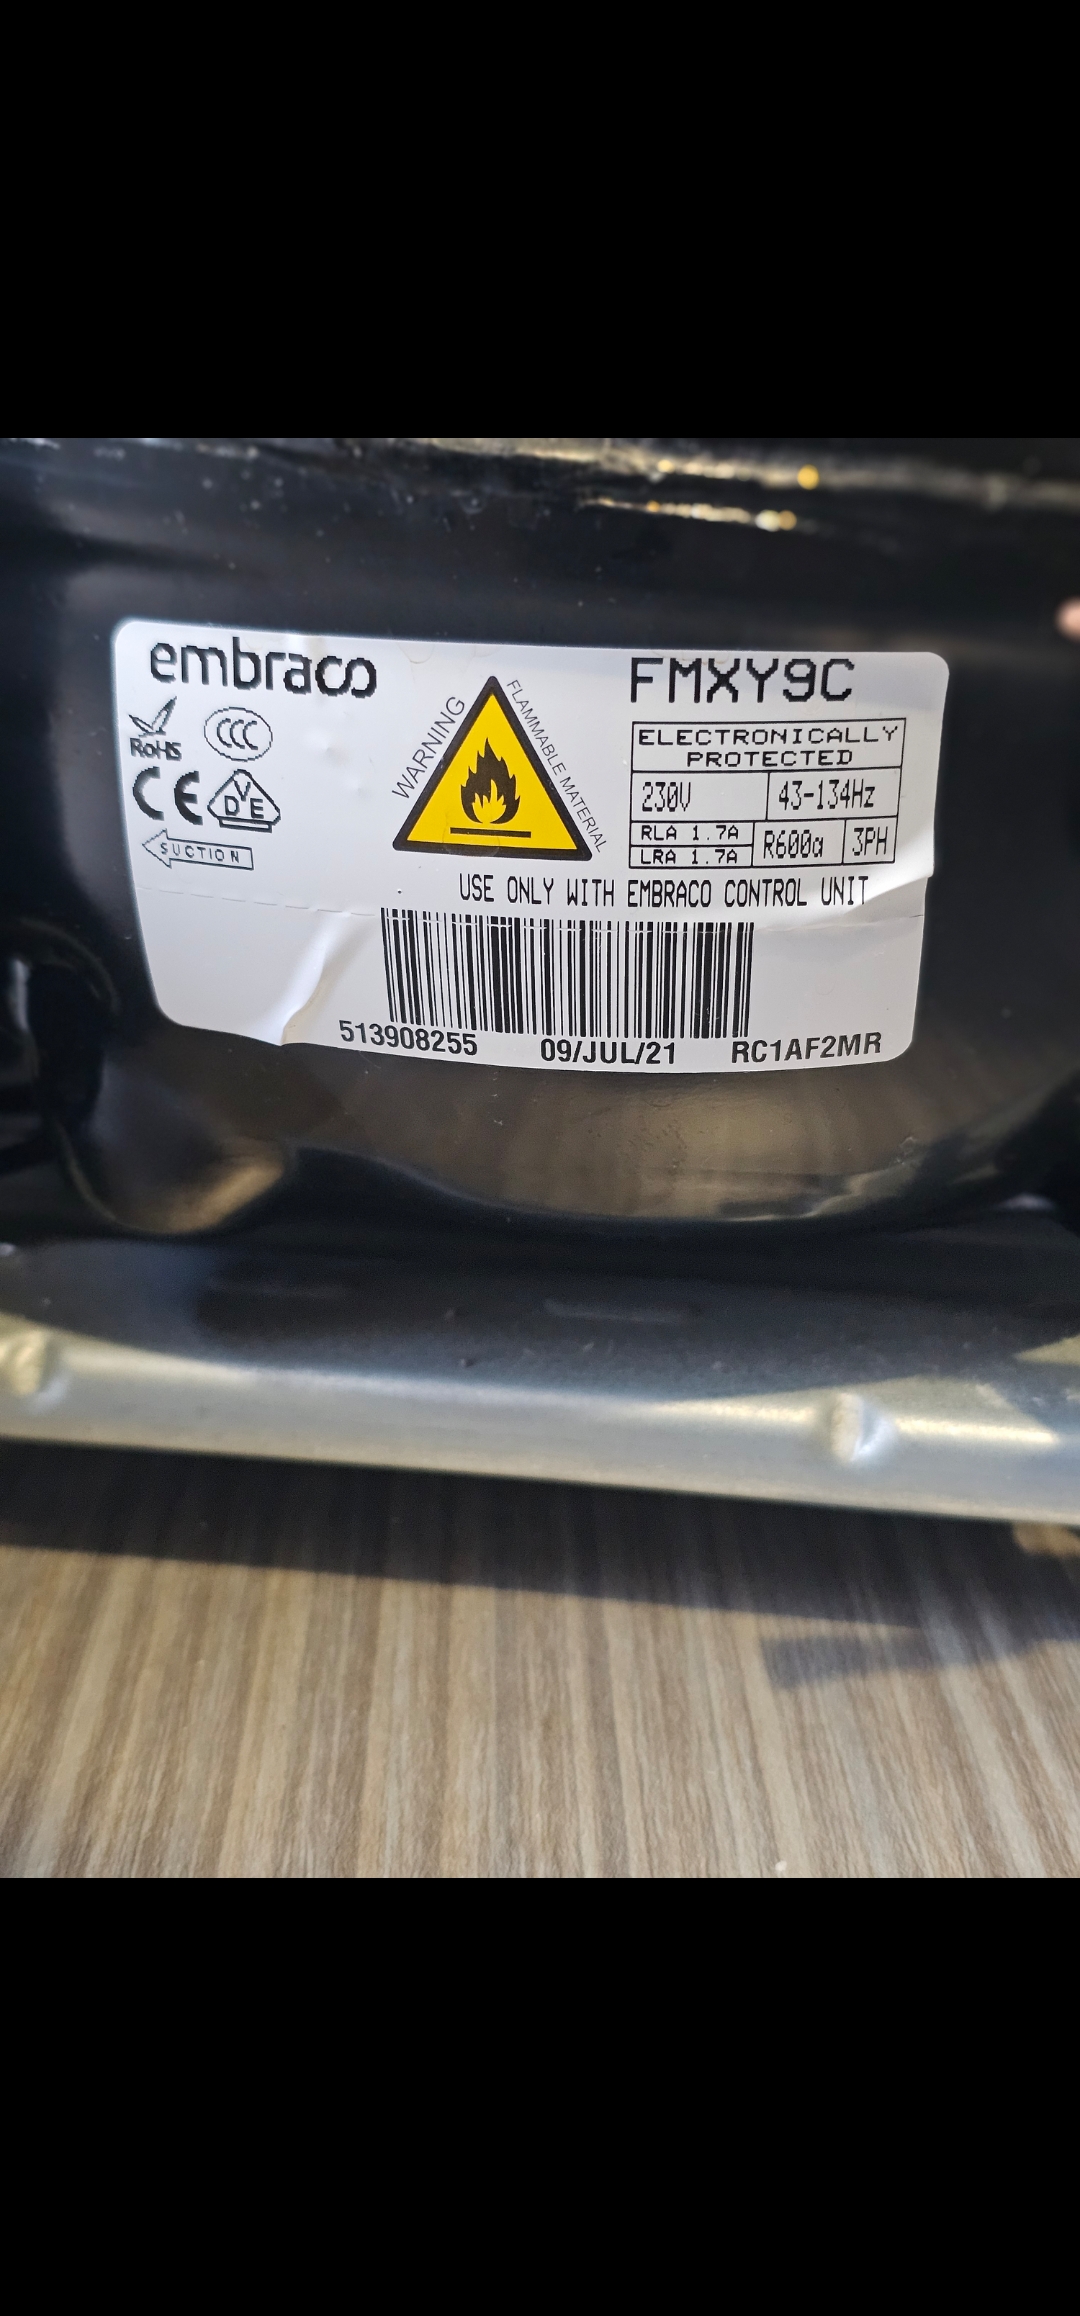 embraco
FMXY9C
RoHS
CCC
CE
VDE
SUCTION
WARNING
FLAMMABLE MATERIAL
ELECTRONICALLY
PROTECTED
230V
43-134Hz
RLA 1.7A
LRA 1.7A
R600a
3PH
USE ONLY WITH EMBRACO CONTROL UNIT
513908255 09/JUL/21 RC1AF2MR